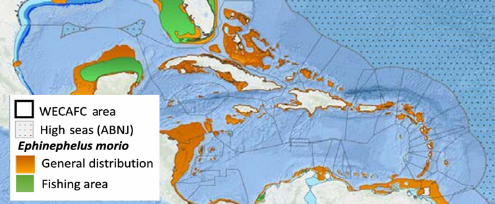 WECAFC area
High seas (ABNJ)
Ephinephelus morio
General distribution
Fishing area